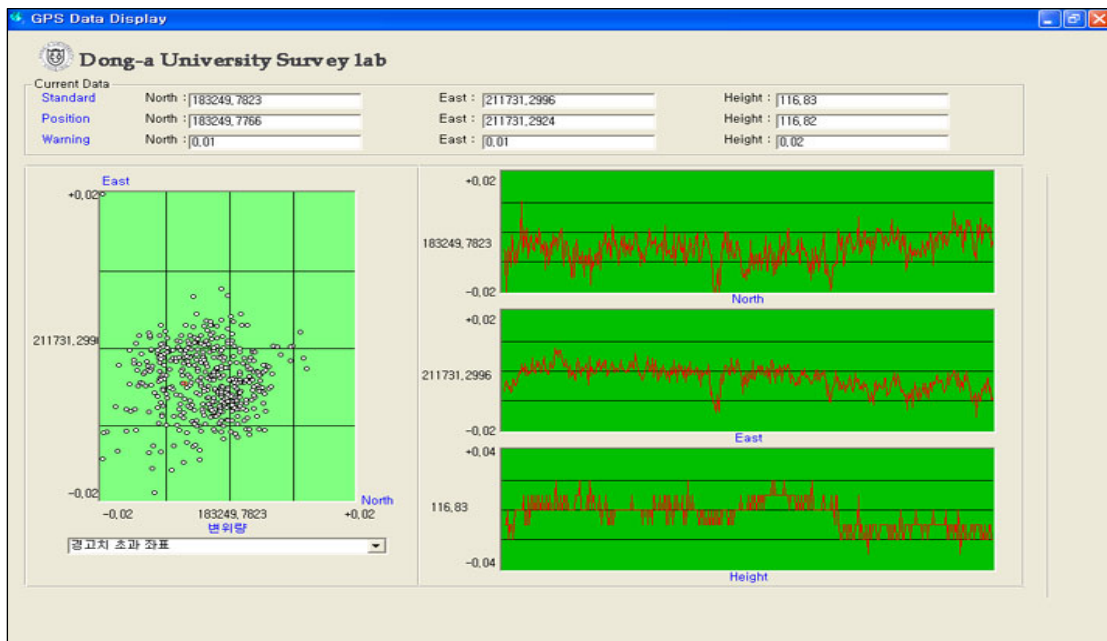 GPS Data Display
Dong-a University Survey lab
Current Data
Standard North : 183249,7823 East : 211731,2996 Height : 116,83
Position North : 183249,7766 East : 211731,2924 Height : 116,82
Warning North : 0,01 East : 0,01 Height : 0,02
East
+0,02
211731,299
-0,02
North
-0,02 183249,7823 +0,02
변위량
경고치 초과 좌표
+0,02
183249,7823
-0,02
North
+0,02
211731,2996
-0,02
East
+0,04
116,83
-0,04
Height